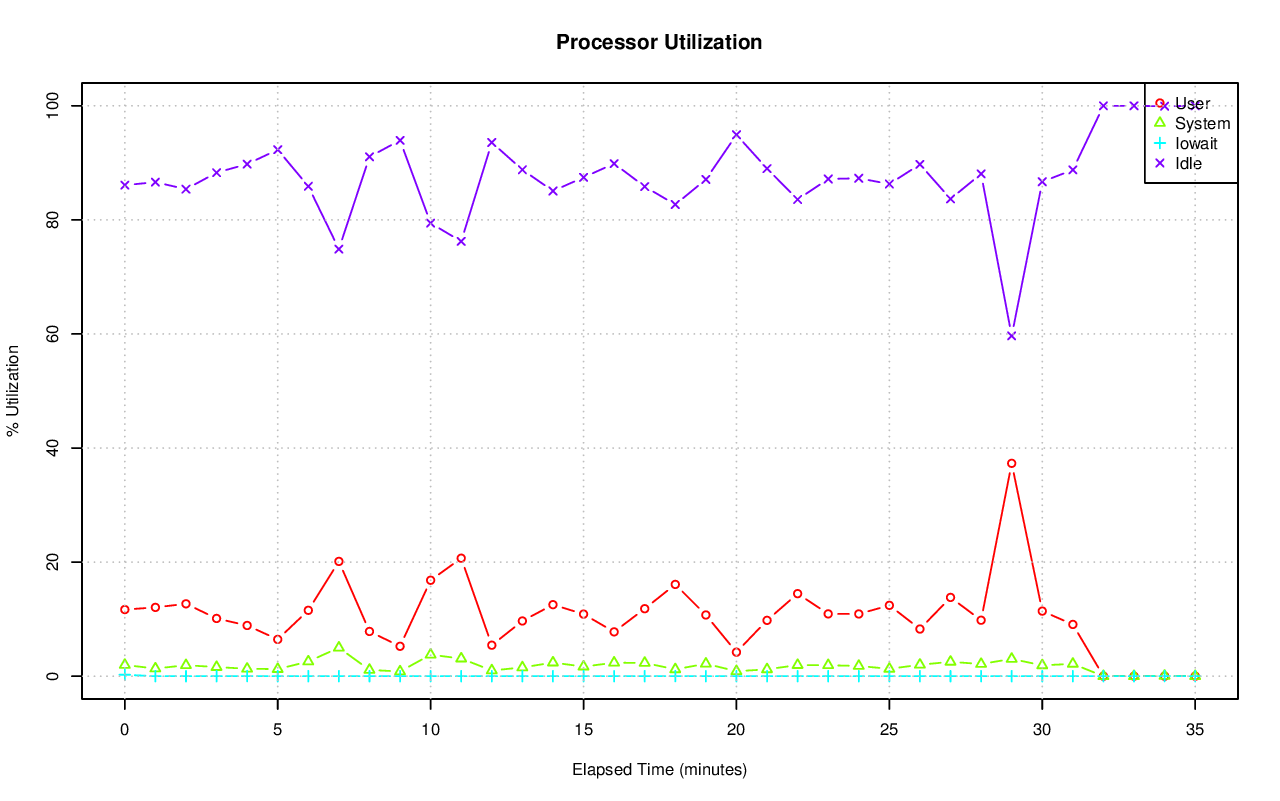 Processor Utilization
100
80
60
40
20
0
% Utilization
User
System
Iowait
Idle
0 5 10 15 20 25 30 35
Elapsed Time (minutes)